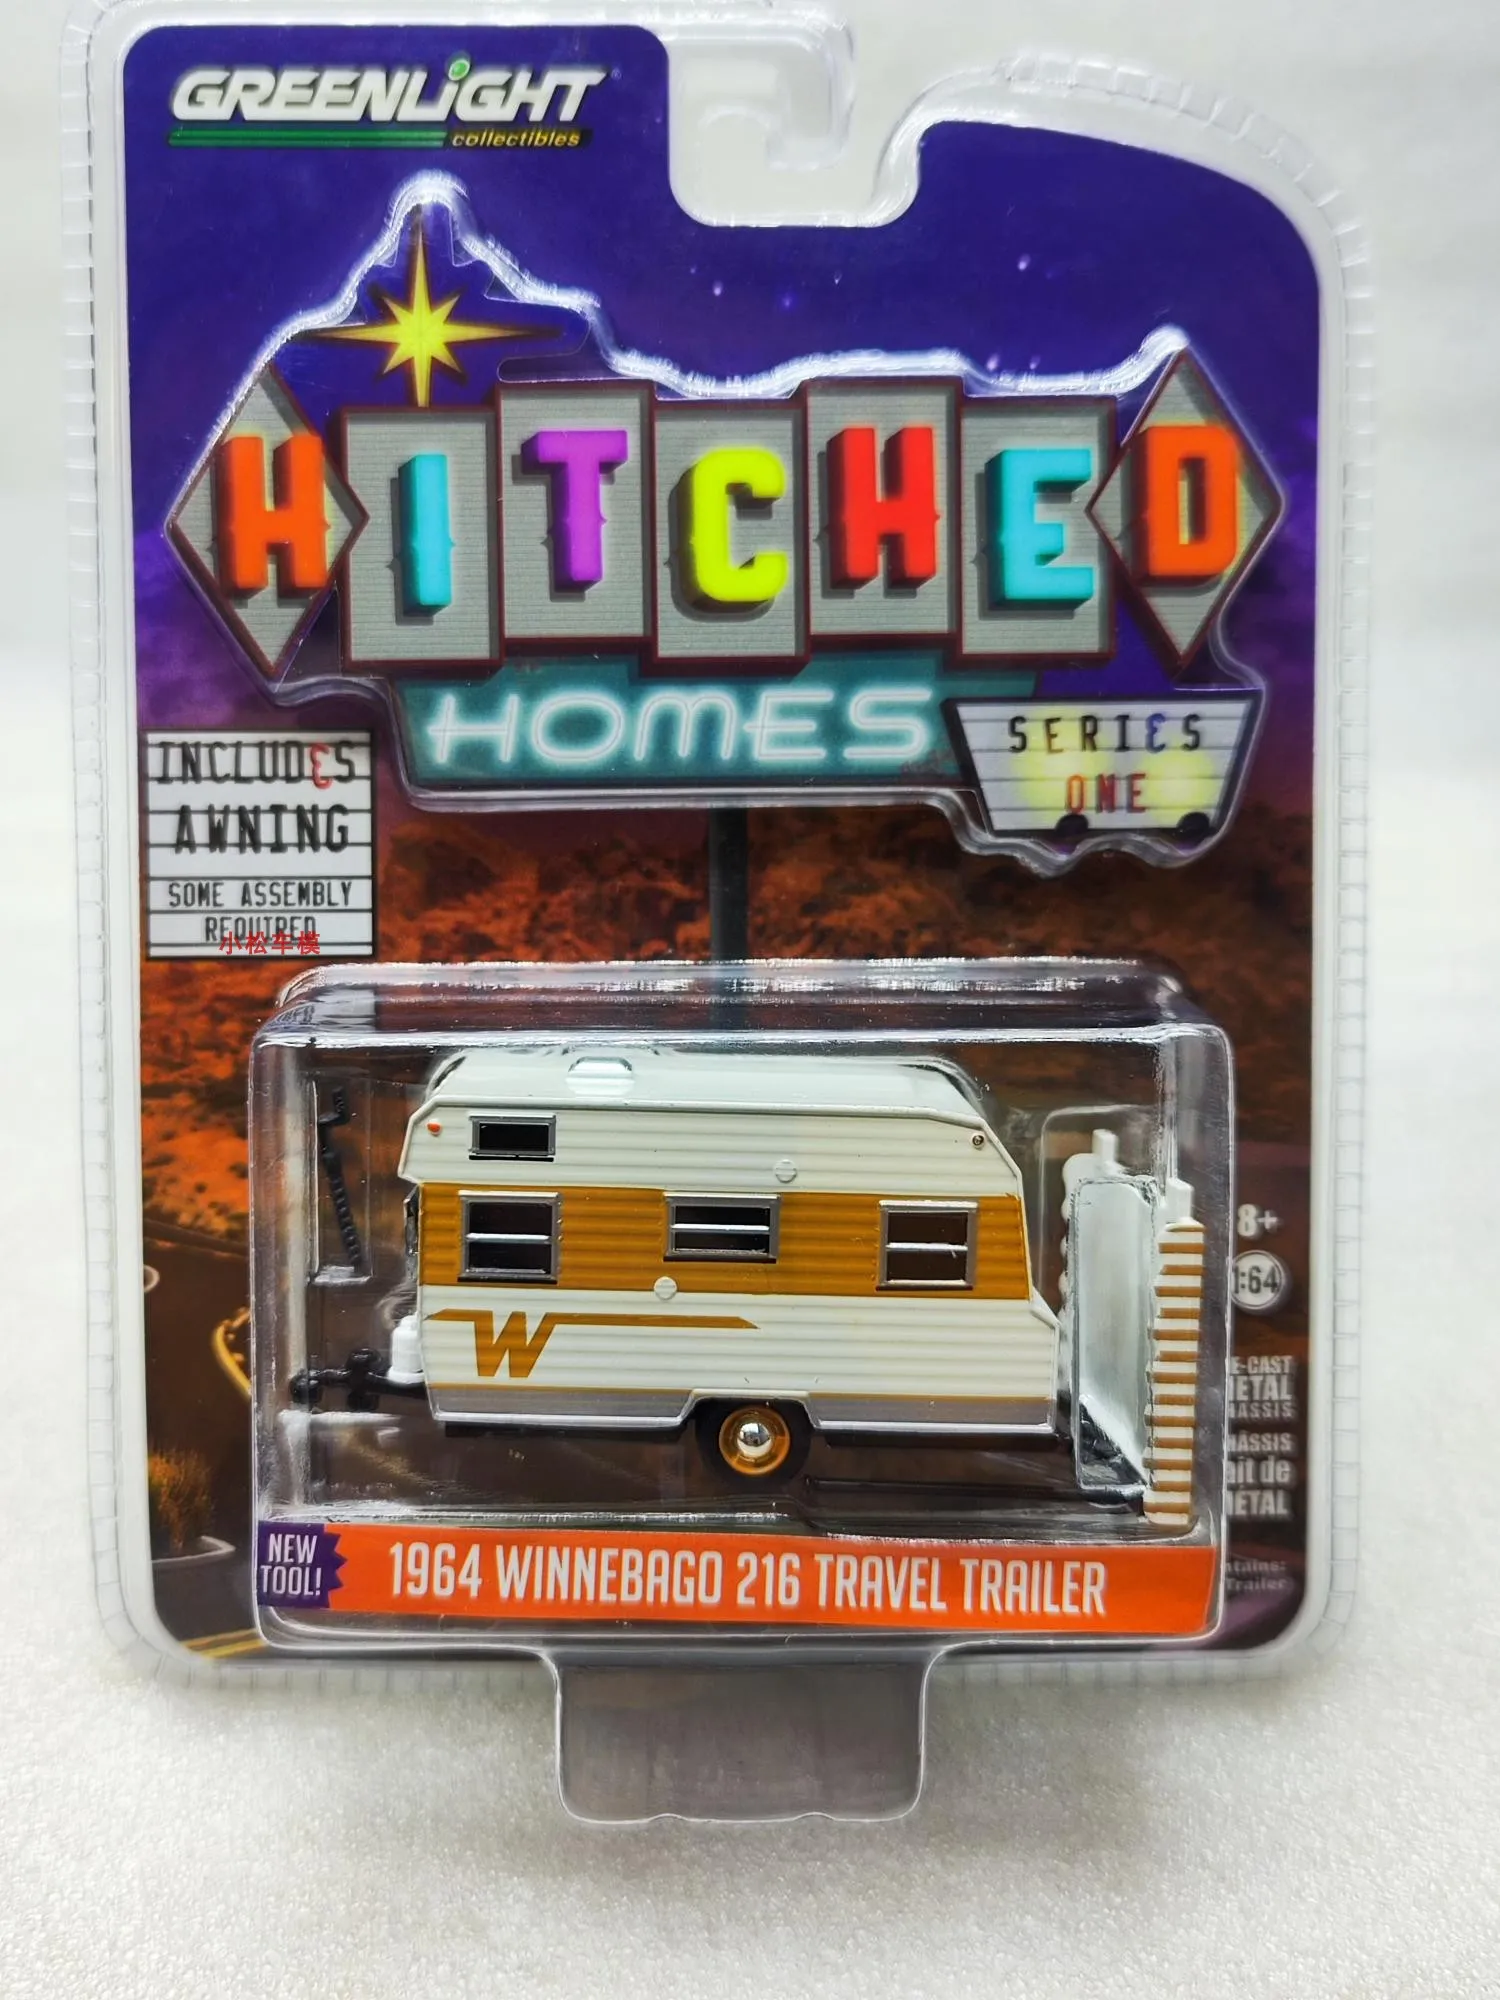 GREENLiGHT
collectibles
HITCHED
HOMES
SERIES
ONE
INCLUDES
AWNING
SOME ASSEMBLY
REQUIRED
小松车模
8+
1:64
W
NEW
TOOL!
1964 WINNEBAGO 216 TRAVEL TRAILER